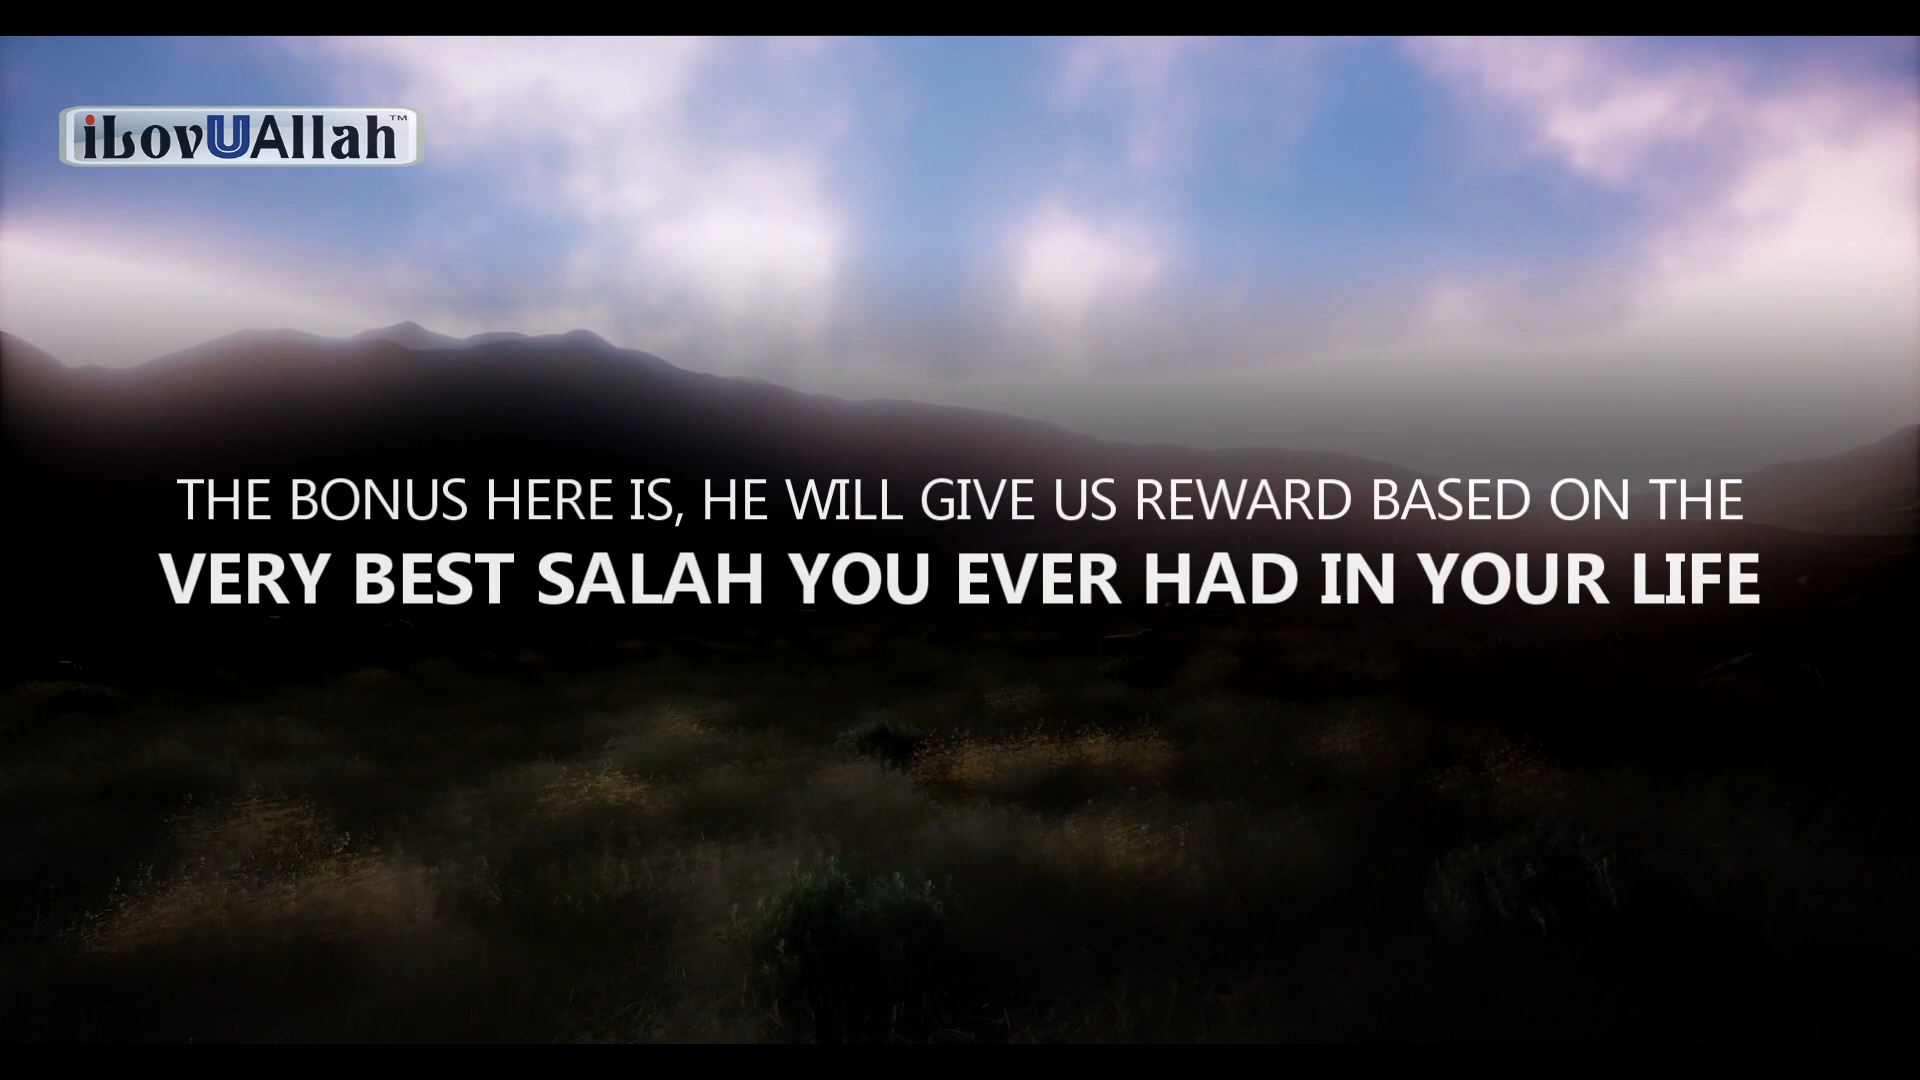 iLovUAllah™
THE BONUS HERE IS, HE WILL GIVE US REWARD BASED ON THE
VERY BEST SALAH YOU EVER HAD IN YOUR LIFE